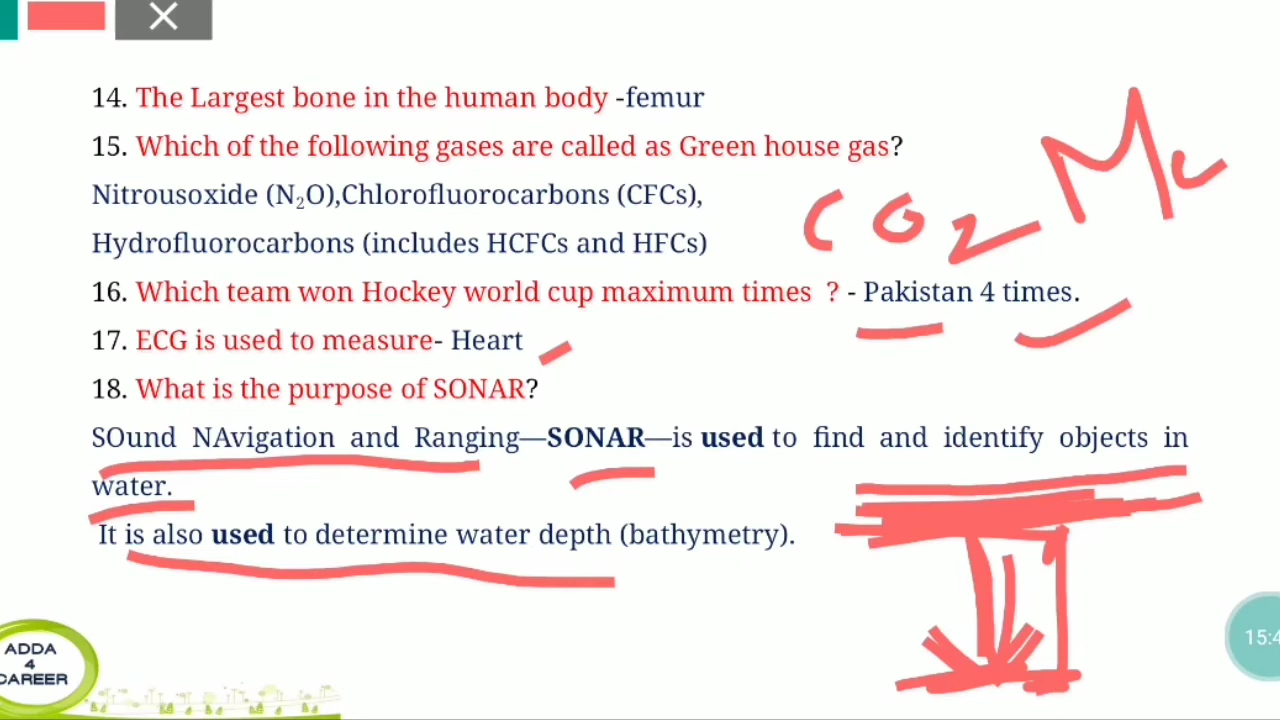 14. The Largest bone in the human body -femur
15. Which of the following gases are called as Green house gas?
Nitrousoxide (N₂O),Chlorofluorocarbons (CFCs),
Hydrofluorocarbons (includes HCFCs and HFCs)
CO2
16. Which team won Hockey world cup maximum times ? - Pakistan 4 times.
17. ECG is used to measure- Heart
18. What is the purpose of SONAR?
SOund NAvigation and Ranging—SONAR—is used to find and identify objects in
water.
It is also used to determine water depth (bathymetry).
15:4
ADDA
4
CAREER